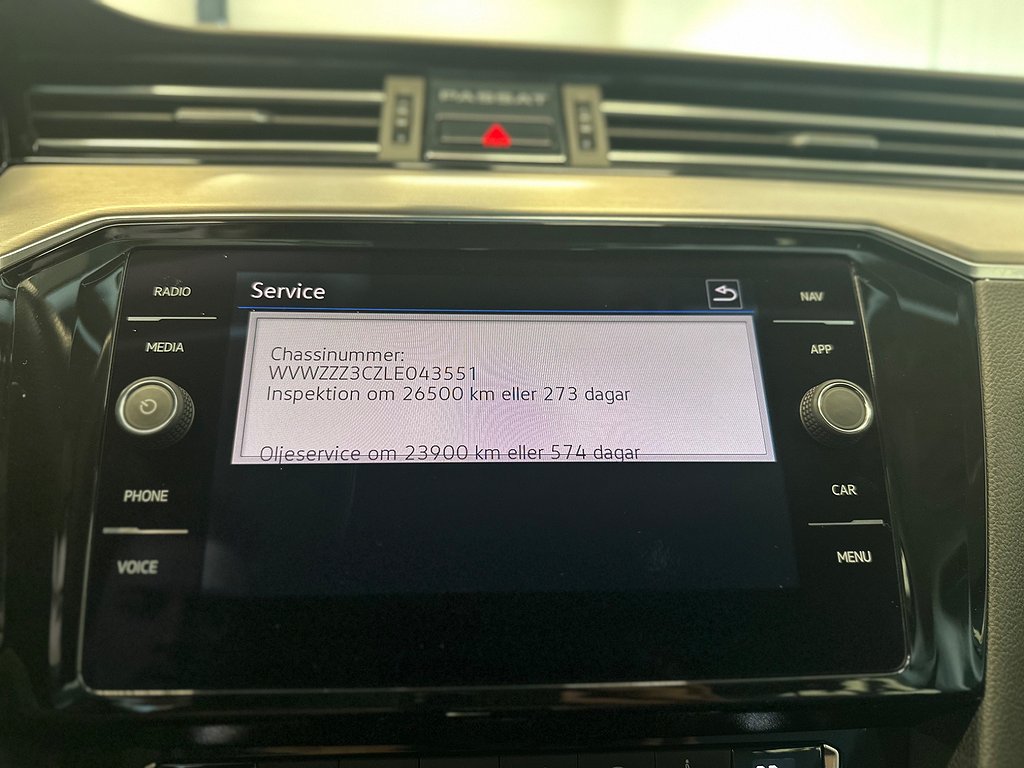 PASSAT
RADIO
MEDIA
PHONE
VOICE
Service
Chassinummer:
WVWZZZ3CZLE043551
Inspektion om 26500 km eller 273 dagar
Oljeservice om 23900 km eller 574 dagar
NAV
APP
CAR
MENU